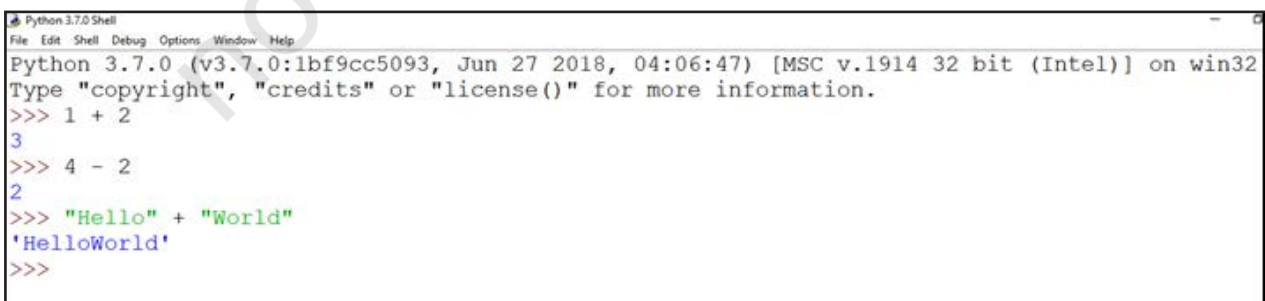 Python 3.7.0 Shell
File Edit Shell Debug Options Window Help
Python 3.7.0 (v3.7.0:1bf9cc5093, Jun 27 2018, 04:06:47) [MSC v.1914 32 bit (Intel)] on win32
Type "copyright", "credits" or "license()" for more information.
>>> 1 + 2
3
>>> 4 - 2
2
>>> "Hello" + "World"
'HelloWorld'
>>>